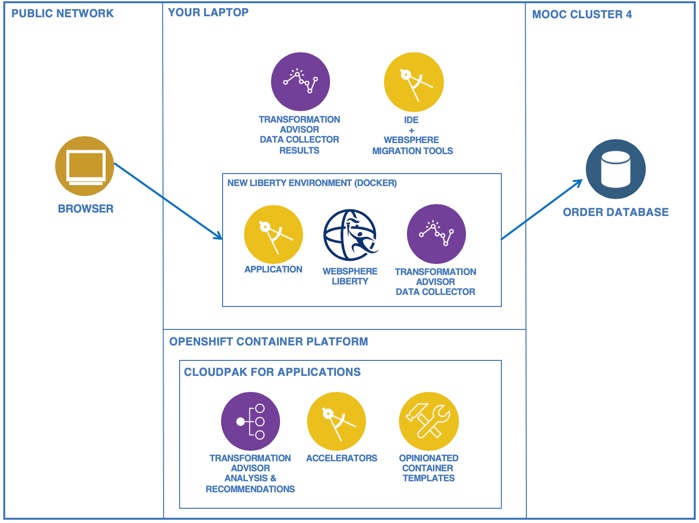 PUBLIC NETWORK
YOUR LAPTOP
MOOC CLUSTER 4
TRANSFORMATION
ADVISOR
DATA COLLECTOR
RESULTS
IDE
+
WEBSPHERE
MIGRATION TOOLS
BROWSER
NEW LIBERTY ENVIRONMENT (DOCKER)
APPLICATION
WEBSPHERE
LIBERTY
TRANSFORMATION
ADVISOR
DATA COLLECTOR
ORDER DATABASE
OPENSHIFT CONTAINER PLATFORM
CLOUDPAK FOR APPLICATIONS
TRANSFORMATION
ADVISOR
ANALYSIS &
RECOMMENDATIONS
ACCELERATORS
OPINIONATED
CONTAINER
TEMPLATES